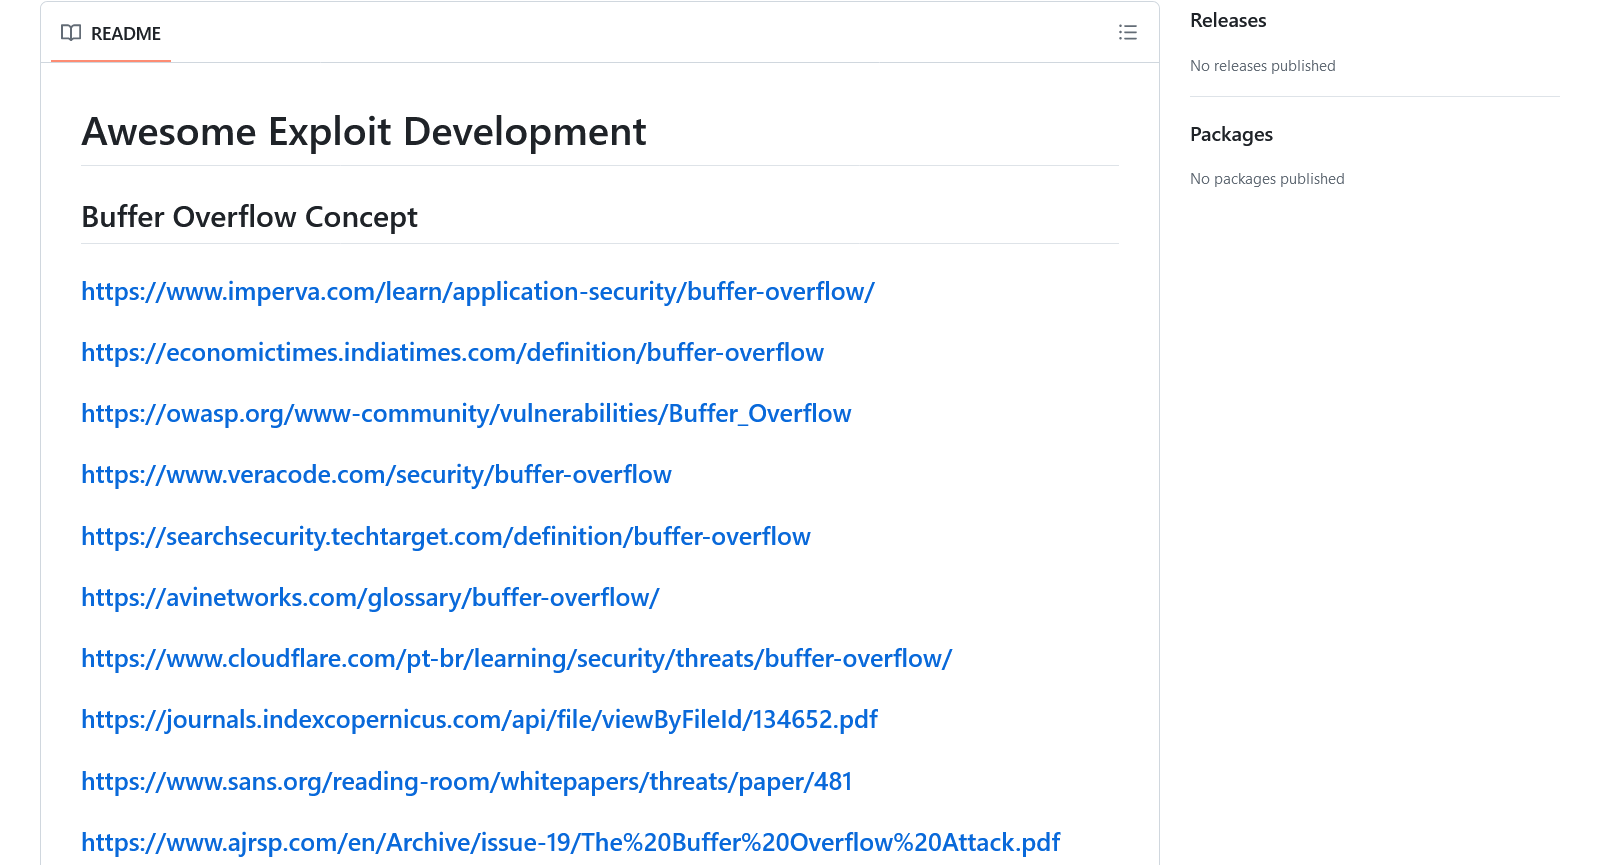 README
Awesome Exploit Development
Buffer Overflow Concept
https://www.imperva.com/learn/application-security/buffer-overflow/
https://economictimes.indiatimes.com/definition/buffer-overflow
https://owasp.org/www-community/vulnerabilities/Buffer_Overflow
https://www.veracode.com/security/buffer-overflow
https://searchsecurity.techtarget.com/definition/buffer-overflow
https://avinetworks.com/glossary/buffer-overflow/
https://www.cloudflare.com/pt-br/learning/security/threats/buffer-overflow/
https://journals.indexcopernicus.com/api/file/viewByFileId/134652.pdf
https://www.sans.org/reading-room/whitepapers/threats/paper/481
https://www.ajrsp.com/en/Archive/issue-19/The%20Buffer%20Overflow%20Attack.pdf
Releases
No releases published
Packages
No packages published